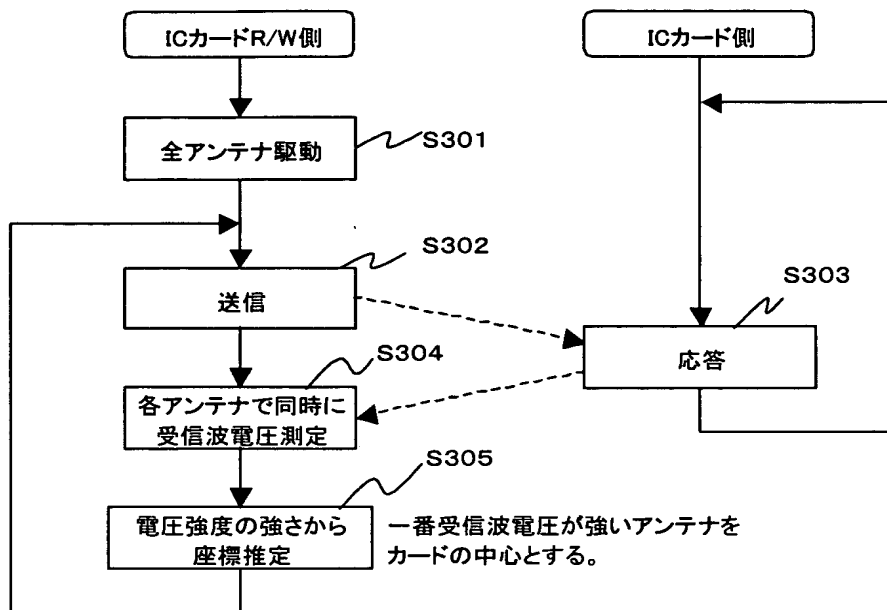 ICカードR/W側
ICカード側
全アンテナ駆動
S301
S302
送信
S303
応答
S304
各アンテナで同時に
受信波電圧測定
S305
電圧強度の強さから
座標推定
一番受信波電圧が強いアンテナを
カードの中心とする。